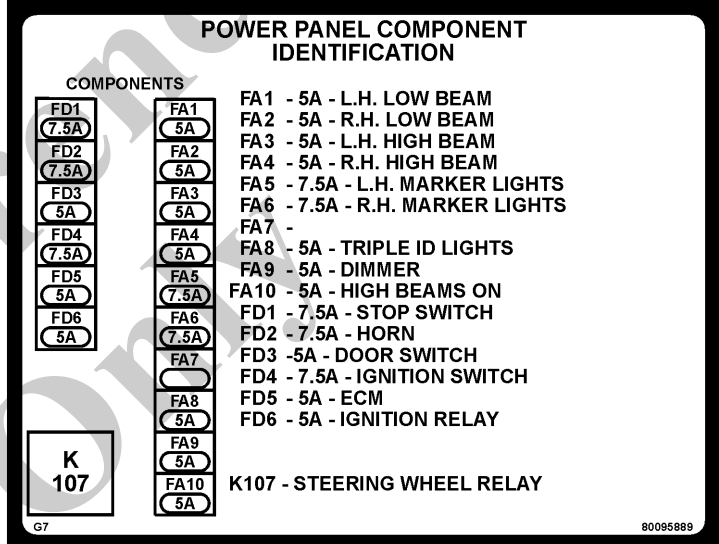 POWER PANEL COMPONENT
IDENTIFICATION
COMPONENTS
FD1
7.5A
FD2
7.5A
FD3
5A
FD4
7.5A
FD5
5A
FD6
5A
FA1
5A
FA2
5A
FA3
5A
FA4
5A
FA5
7.5A
FA6
7.5A
FA7
FA8
5A
FA9
5A
FA10
5A
FA1 - 5A - L.H. LOW BEAM
FA2 - 5A - R.H. LOW BEAM
FA3 - 5A - L.H. HIGH BEAM
FA4 - 5A - R.H. HIGH BEAM
FA5 - 7.5A - L.H. MARKER LIGHTS
FA6 - 7.5A - R.H. MARKER LIGHTS
FA7 -
FA8 - 5A - TRIPLE ID LIGHTS
FA9 - 5A - DIMMER
FA10 - 5A - HIGH BEAMS ON
FD1 - 7.5A - STOP SWITCH
FD2 - 7.5A - HORN
FD3 -5A - DOOR SWITCH
FD4 - 7.5A - IGNITION SWITCH
FD5 - 5A - ECM
FD6 - 5A - IGNITION RELAY
K
107
K107 - STEERING WHEEL RELAY
G7
80095889
Only